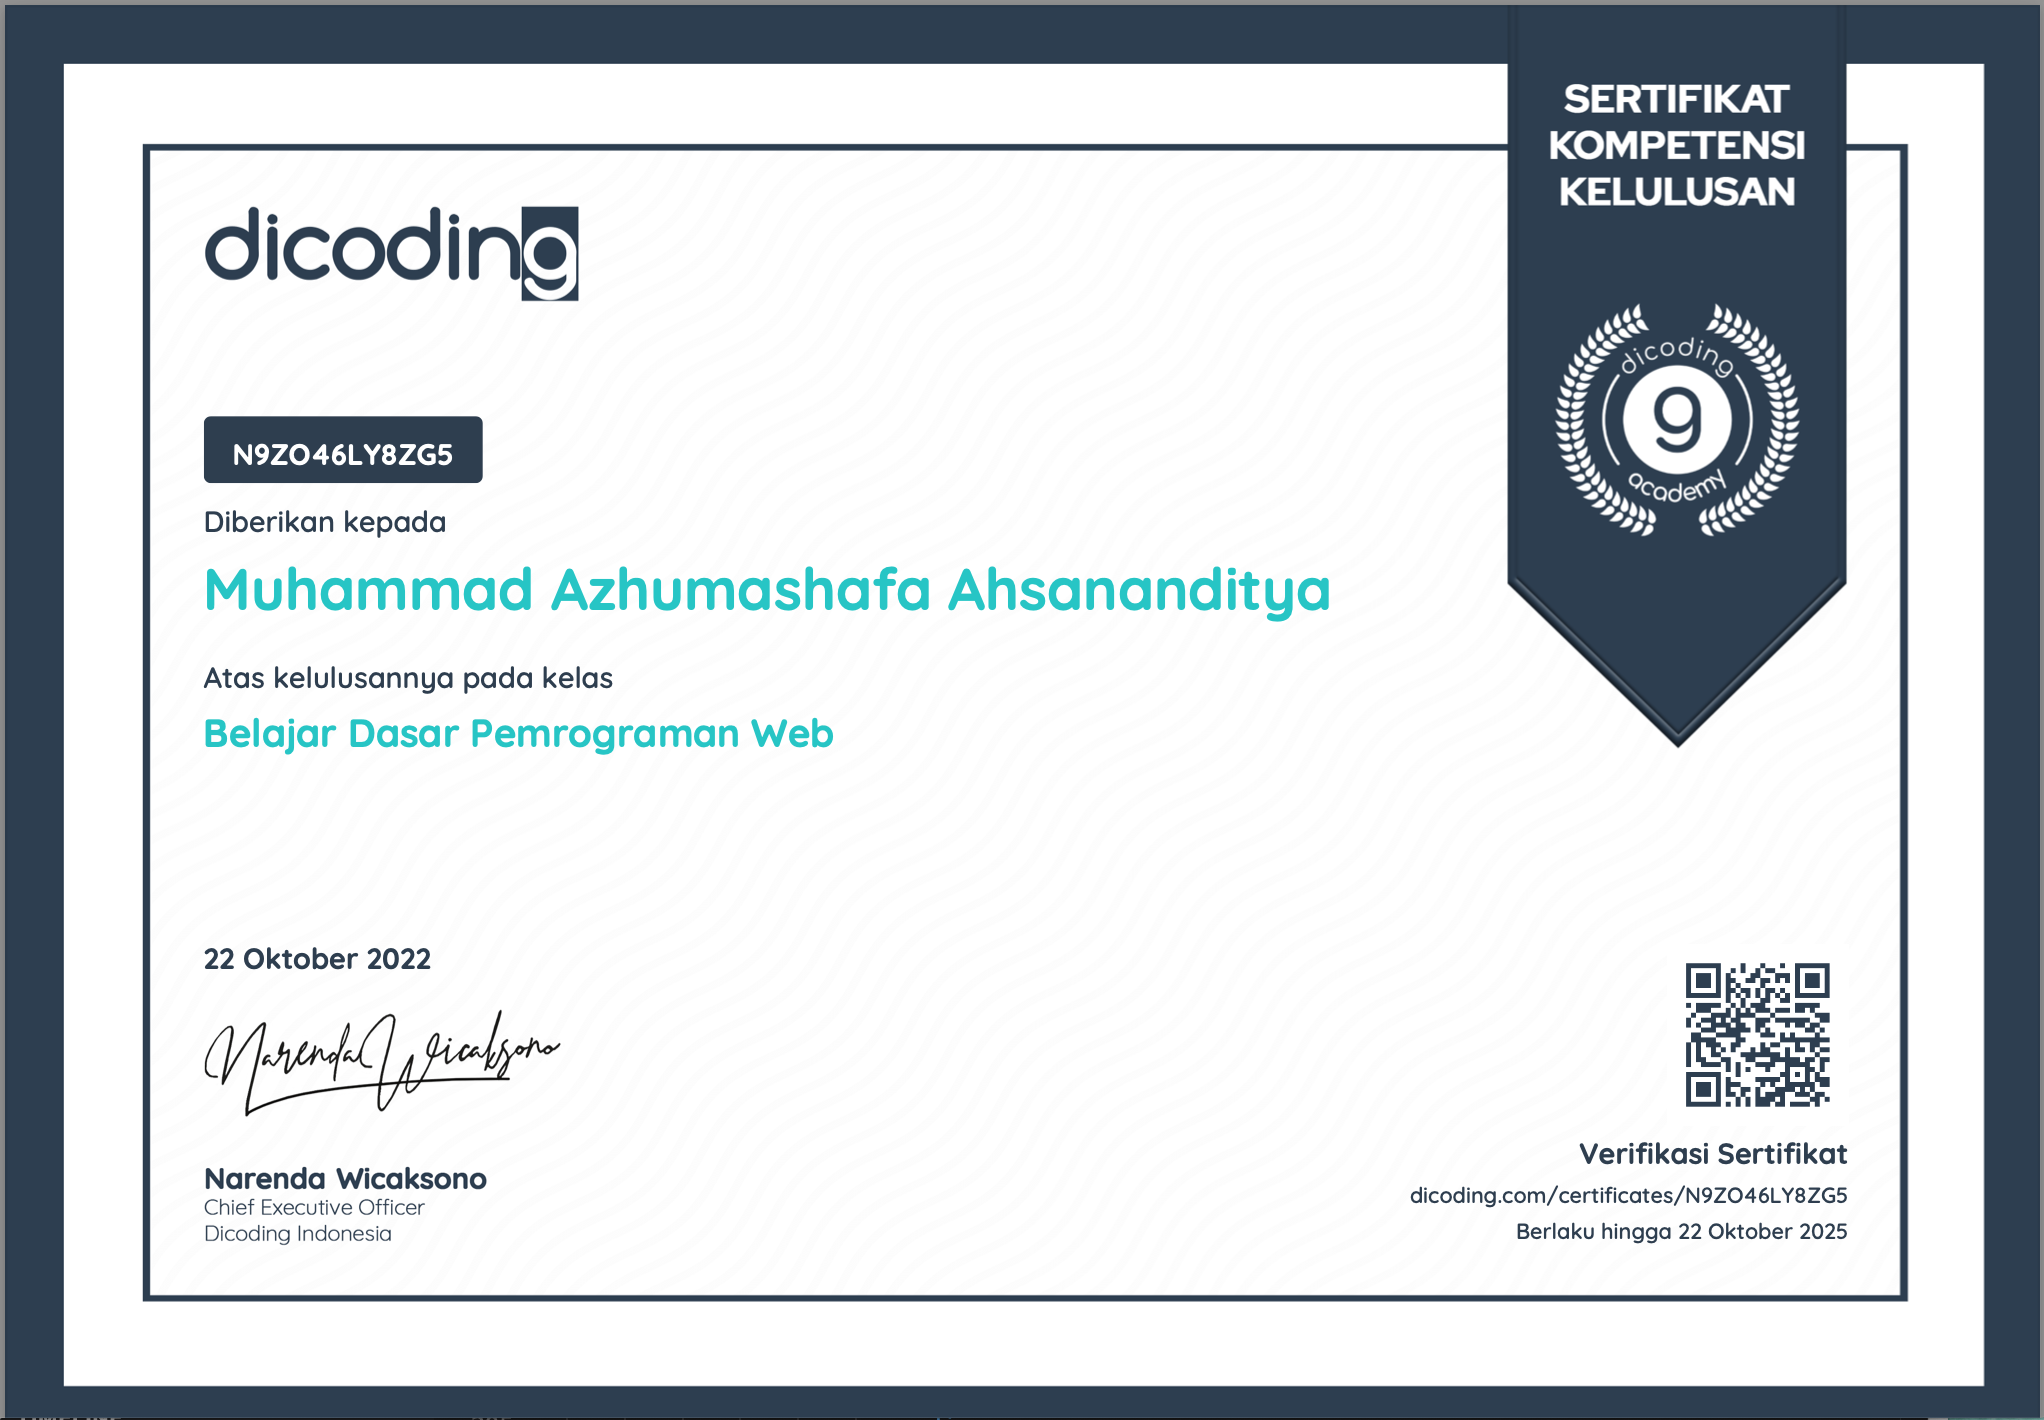 SERTIFIKAT
KOMPETENSI
KELULUSAN
dicoding
dicoding
g
academy
N9ZO46LY8ZG5
Diberikan kepada
Muhammad Azhumashafa Ahsananditya
Atas kelulusannya pada kelas
Belajar Dasar Pemrograman Web
22 Oktober 2022
Narenda Wicaksono
Narenda Wicaksono
Chief Executive Officer
Dicoding Indonesia
Verifikasi Sertifikat
dicoding.com/certificates/N9ZO46LY8ZG5
Berlaku hingga 22 Oktober 2025